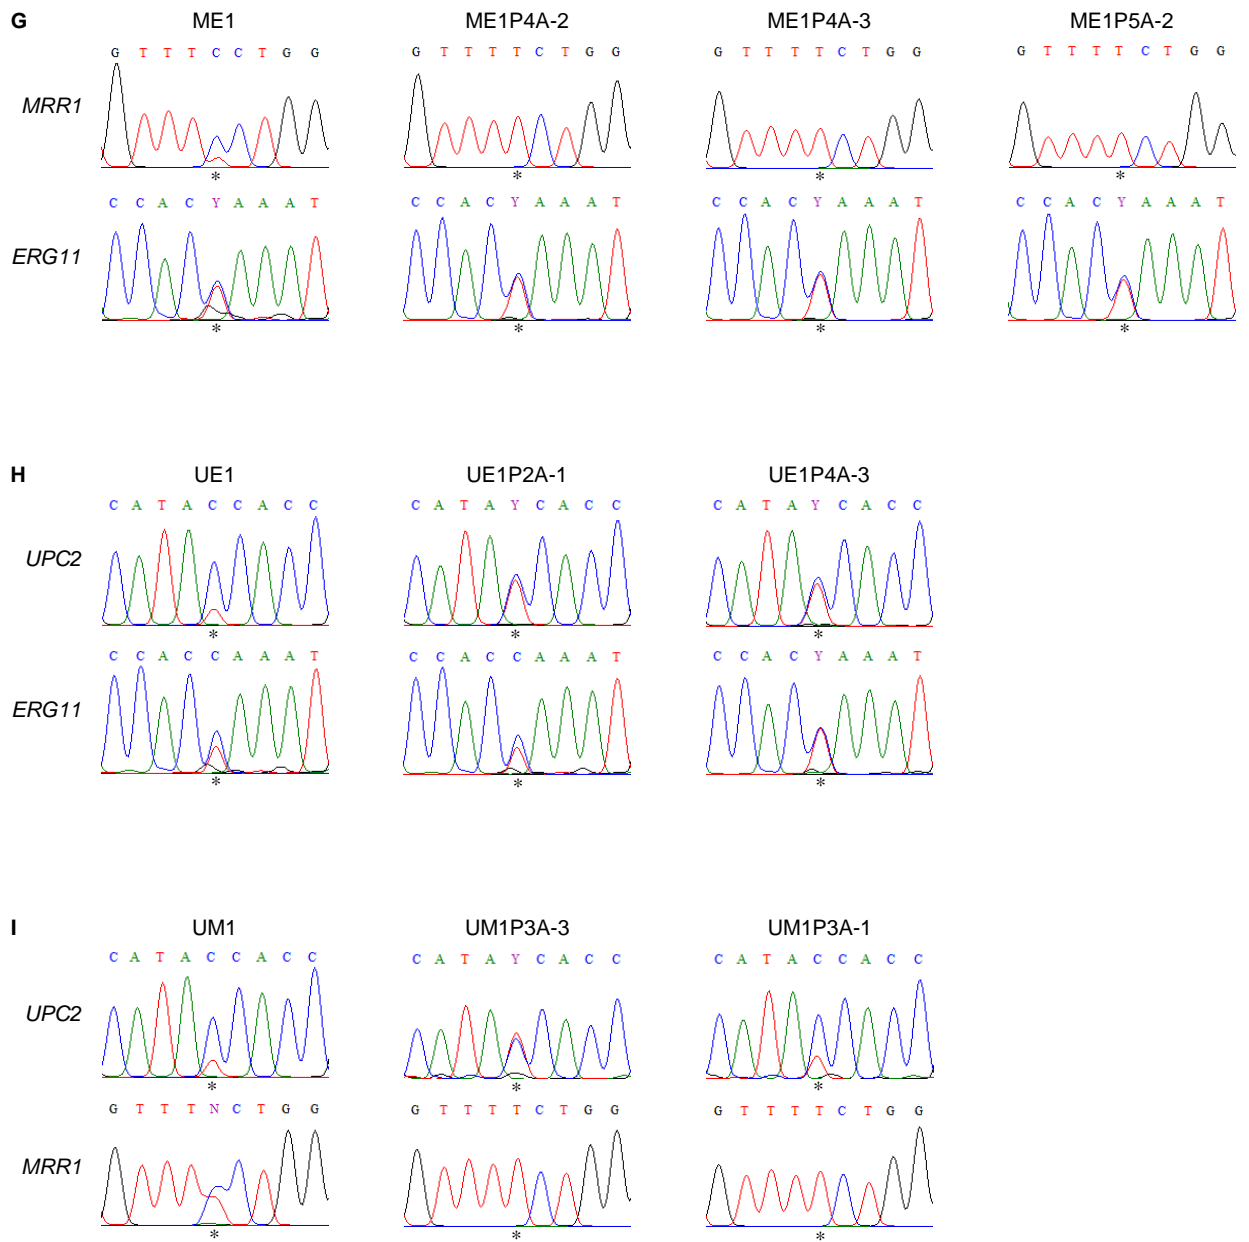 G ME1 ME1P4A-2 ME1P4A-3 ME1P5A-2
G T T T C C T G G G T T T T C T G G G T T T T C T G G G T T T T C T G G
MRR1
* * * *
C C A C Y A A A T C C A C Y A A A T C C A C Y A A A T C C A C Y A A A T
ERG11
* * * *
H UE1 UE1P2A-1 UE1P4A-3
C A T A C C A C C C A T A Y C A C C C A T A Y C A C C
UPC2
* * *
C C A C C A A A T C C A C C A A A T C C A C Y A A A T
ERG11
* * *
I UM1 UM1P3A-3 UM1P3A-1
C A T A C C A C C C A T A Y C A C C C A T A C C A C C
UPC2
* * *
G T T T N C T G G G T T T T C T G G G T T T T C T G G
MRR1
* * *